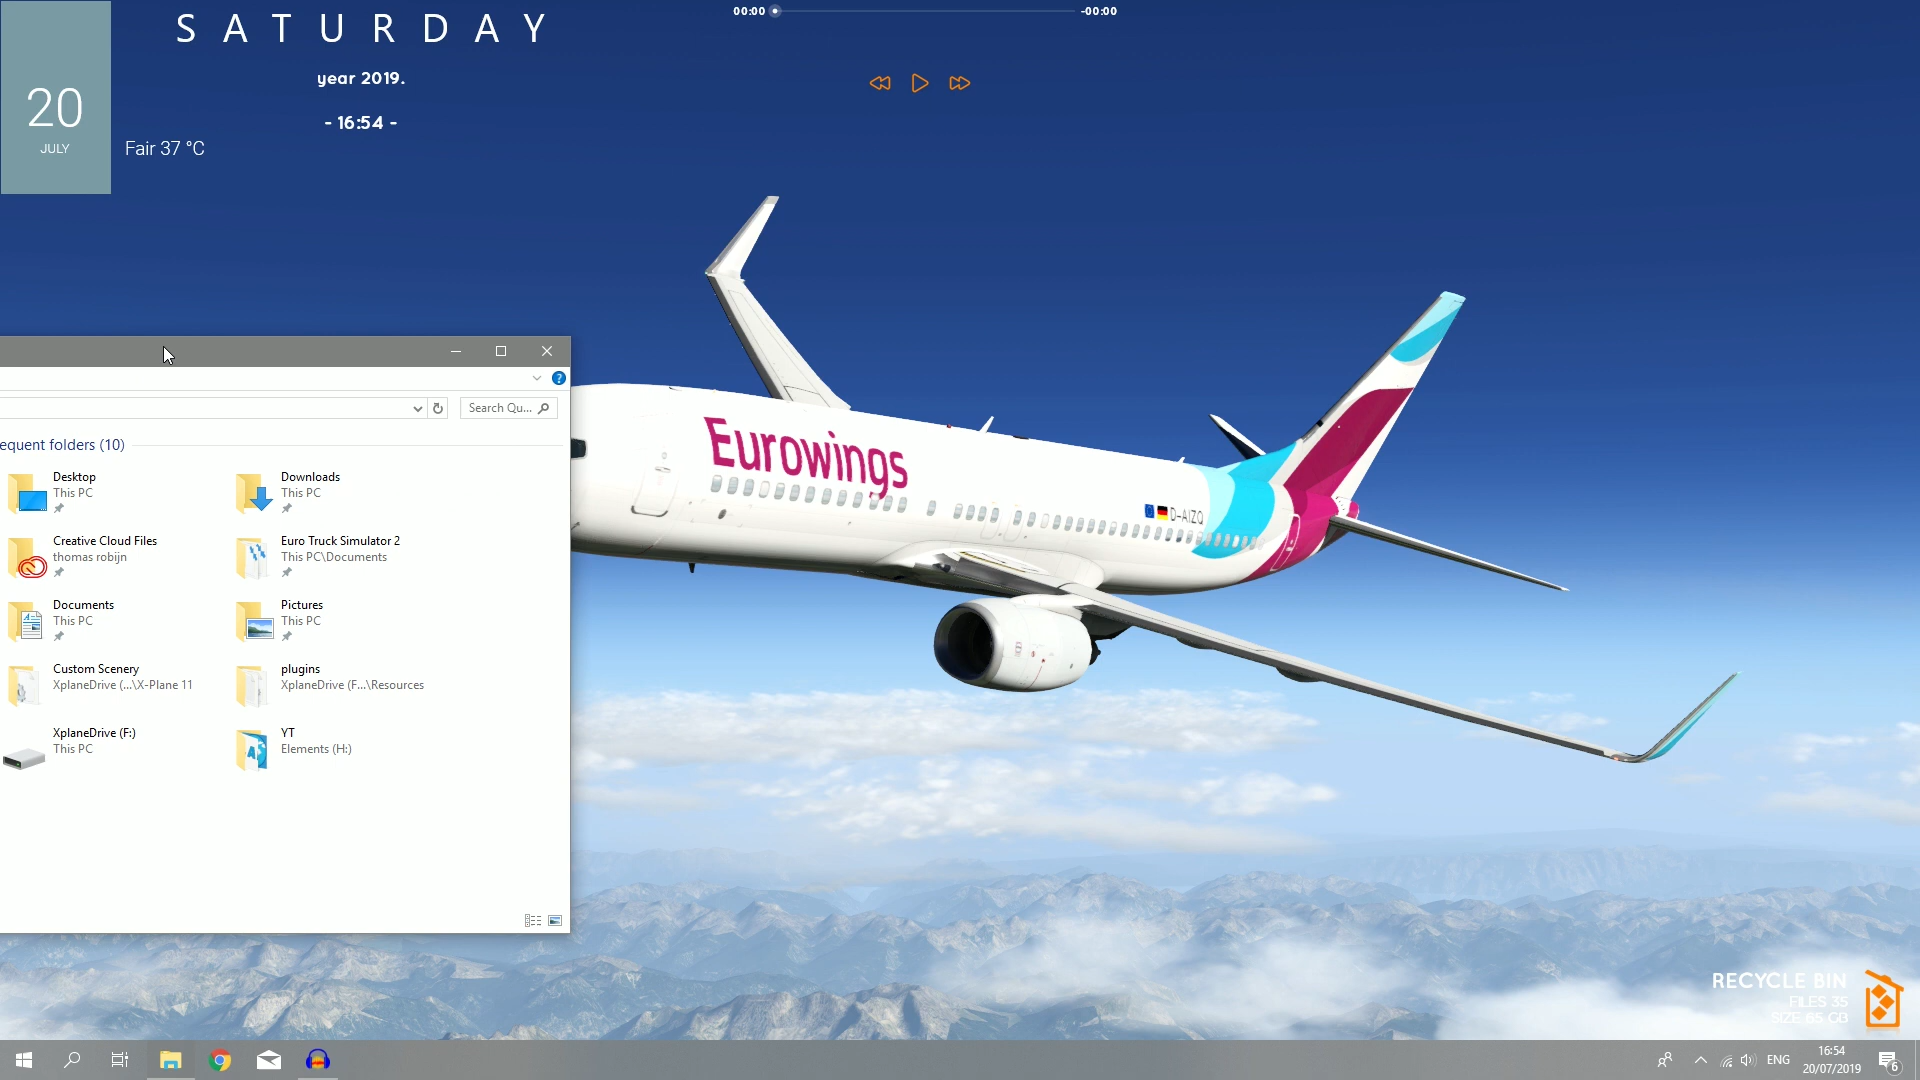 S A T U R D A Y
year 2019.
- 16:54 -
20
JULY
Fair 37 °C
00:00
-00:00
Search Qu...
equent folders (10)
Desktop
This PC
Downloads
This PC
Creative Cloud Files
thomas robijn
Euro Truck Simulator 2
This PC\Documents
Documents
This PC
Pictures
This PC
Custom Scenery
XplaneDrive (...\X-Plane 11
plugins
XplaneDrive (F...\Resources
XplaneDrive (F:)
This PC
YT
Elements (H:)
Eurowings
D-AIZQ
RECYCLE BIN
FILES 35
SIZE 65 GB
ENG
16:54
20/07/2019
6